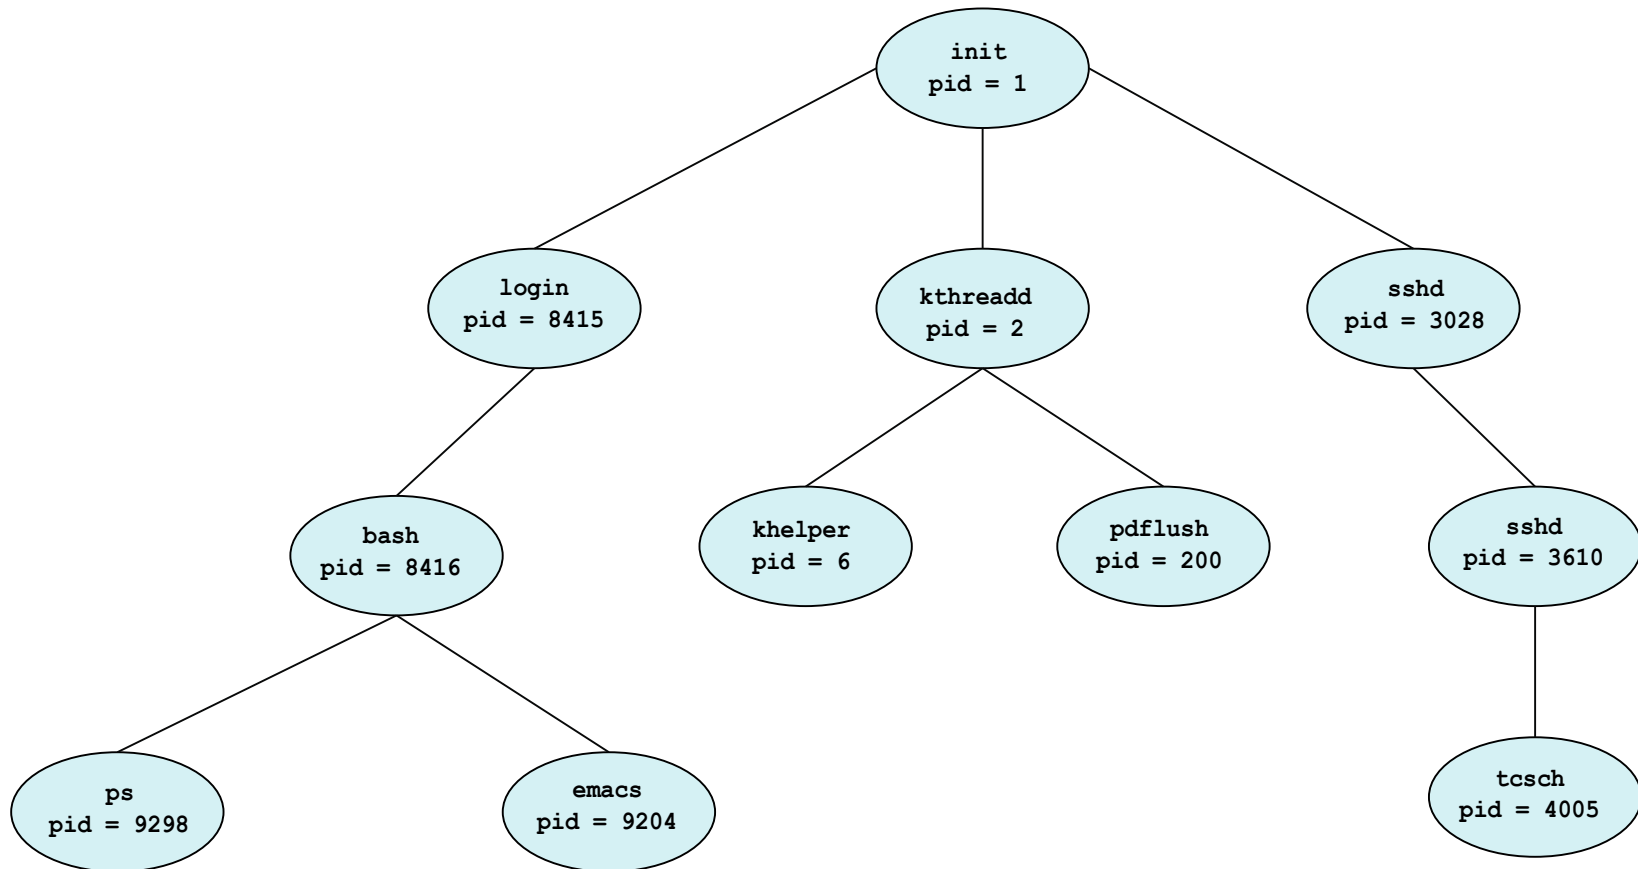 init
pid = 1
login
pid = 8415
kthreadd
pid = 2
sshd
pid = 3028
bash
pid = 8416
khelper
pid = 6
pdflush
pid = 200
sshd
pid = 3610
ps
pid = 9298
emacs
pid = 9204
tcsch
pid = 4005